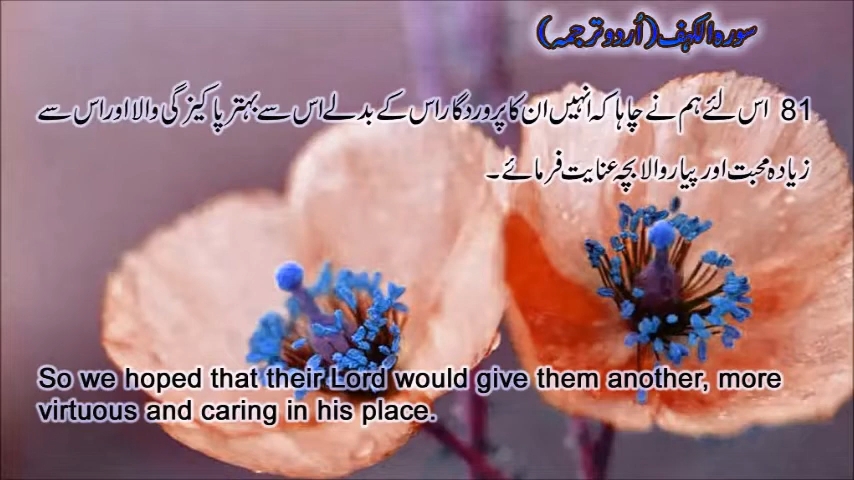 سورہ الکہف (اُردو ترجمہ)
81 اس لئے ہم نے چاہا کہ انہیں ان کا پروردگار اس کے بدلے اس سے بہتر پاکیزگی والا اور اس سے
زیادہ محبت اور پیار والا بچہ عنایت فرمائے۔
So we hoped that their Lord would give them another, more
virtuous and caring in his place.